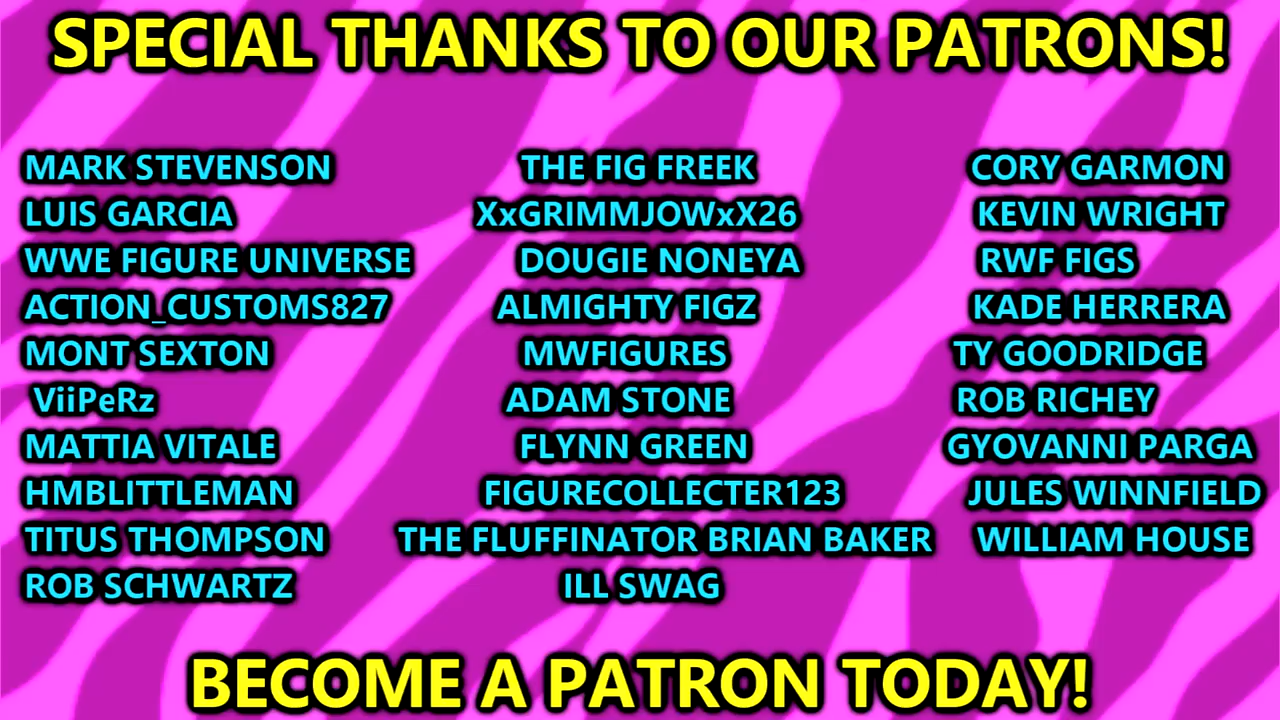 SPECIAL THANKS TO OUR PATRONS!
MARK STEVENSON
LUIS GARCIA
WWE FIGURE UNIVERSE
ACTION_CUSTOMS827
MONT SEXTON
ViiPeRz
MATTIA VITALE
HMBLITTLEMAN
TITUS THOMPSON
ROB SCHWARTZ
THE FIG FREEK
XxGRIMMJOWxX26
DOUGIE NONEYA
ALMIGHTY FIGZ
MWFIGURES
ADAM STONE
FLYNN GREEN
FIGURECOLLECTER123
THE FLUFFINATOR BRIAN BAKER
ILL SWAG
CORY GARMON
KEVIN WRIGHT
RWF FIGS
KADE HERRERA
TY GOODRIDGE
ROB RICHEY
GYOVANNI PARGA
JULES WINNFIELD
WILLIAM HOUSE
BECOME A PATRON TODAY!